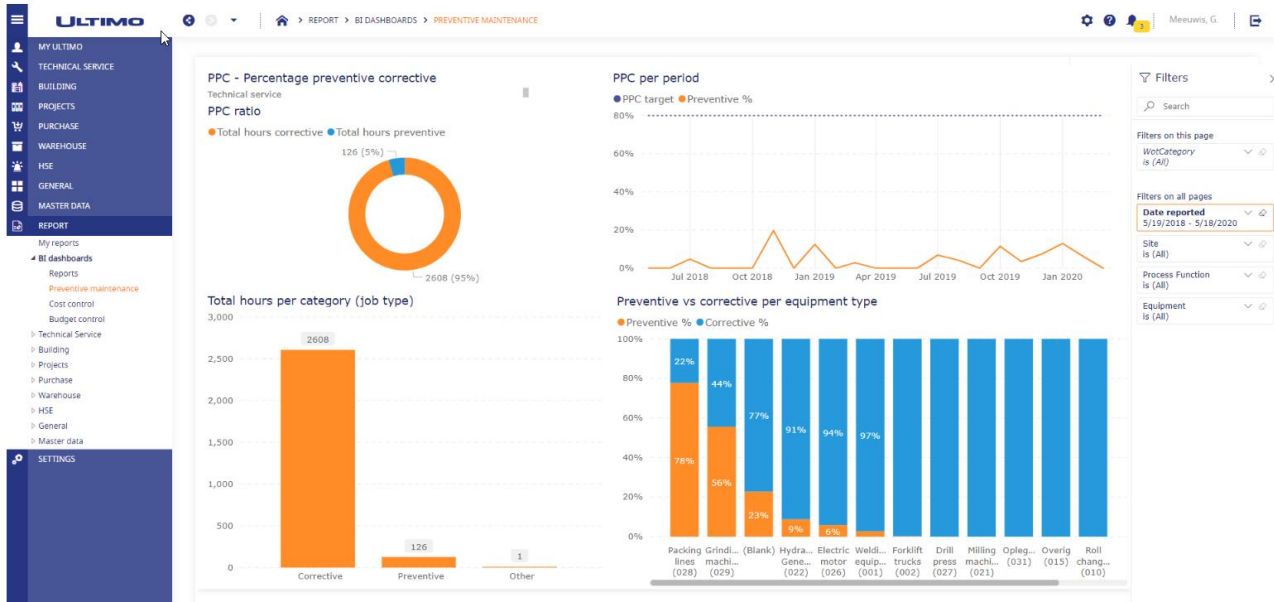 ULTIMO
REPORT > BI DASHBOARDS > PREVENTIVE MAINTENANCE
3
Meeuwis, G.
MY ULTIMO
TECHNICAL SERVICE
BUILDING
PROJECTS
PURCHASE
WAREHOUSE
HSE
GENERAL
MASTER DATA
REPORT
My reports
BI dashboards
Reports
Preventive maintenance
Cost control
Budget control
Technical Service
Building
Projects
Purchase
Warehouse
HSE
General
Master data
SETTINGS
PPC - Percentage preventive corrective
Technical service
PPC ratio
Total hours corrective Total hours preventive
126 (5%)
2608 (95%)
PPC per period
PPC target Preventive %
80%
60%
40%
20%
0%
Jul 2018 Oct 2018 Jan 2019 Apr 2019 Jul 2019 Oct 2019 Jan 2020
Total hours per category (job type)
3,000
2,500
2,000
1,500
1,000
500
0
2608
126
1
Corrective Preventive Other
Preventive vs corrective per equipment type
Preventive % Corrective %
100%
80%
60%
40%
20%
0%
22%
44%
77%
91%
94%
97%
78%
56%
23%
9%
6%
Packing Grindi... (Blank) Hydra... Electric Weldi... Forklift Drill Milling Opleg... Overig Roll
lines machi... Gene... motor equip... trucks press machi... (031) (015) chang...
(028) (029) (022) (026) (001) (002) (027) (021) (010)
Filters
Search
Filters on this page
WotCategory
is (All)
Filters on all pages
Date reported
5/19/2018 - 5/18/2020
Site
is (All)
Process Function
is (All)
Equipment
is (All)